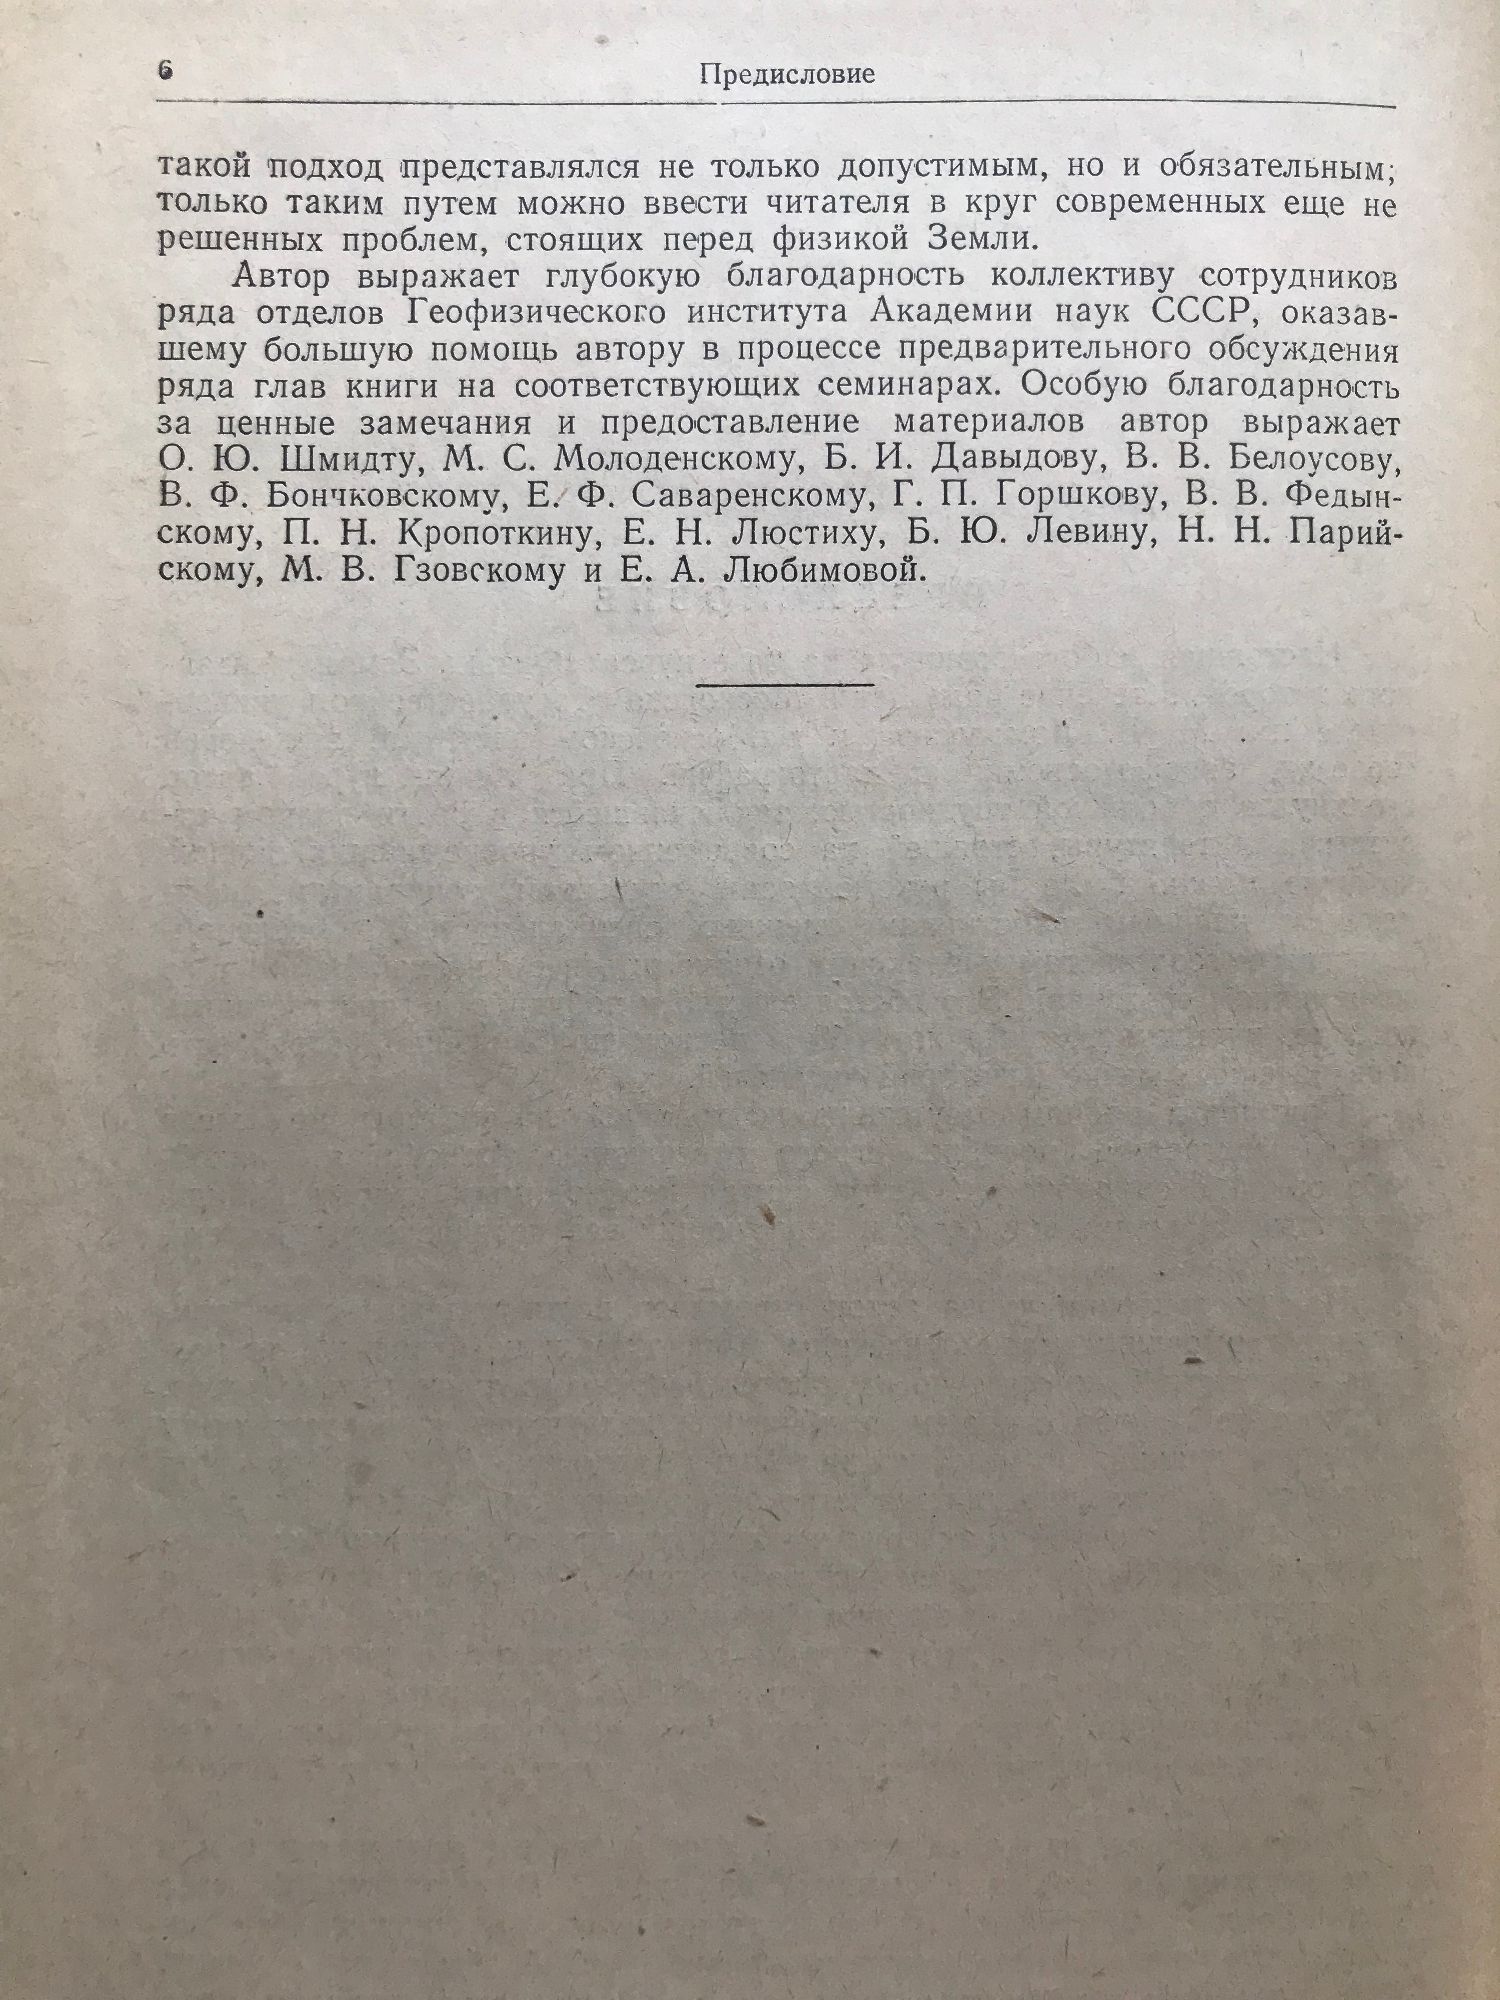 6
Предисловие
такой подход представлялся не только допустимым, но и обязательным;
только таким путем можно ввести читателя в круг современных еще не
решенных проблем, стоящих перед физикой Земли.
Автор выражает глубокую благодарность коллективу сотрудников
ряда отделов Геофизического института Академии наук СССР, оказав-
шему большую помощь автору в процессе предварительного обсуждения
ряда глав книги на соответствующих семинарах. Особую благодарность
за ценные замечания и предоставление материалов автор выражает
О. Ю. Шмидту, М. С. Молоденскому, Б. И. Давыдову, В. В. Белоусову,
В. Ф. Бончковскому, Е. Ф. Саваренскому, Г. П. Горшкову, В. В. Федын-
скому, П. Н. Кропоткину, Е. Н. Люстиху, Б. Ю. Левину, Н. Н. Парий-
скому, М. В. Гзовскому и Е. А. Любимовой.